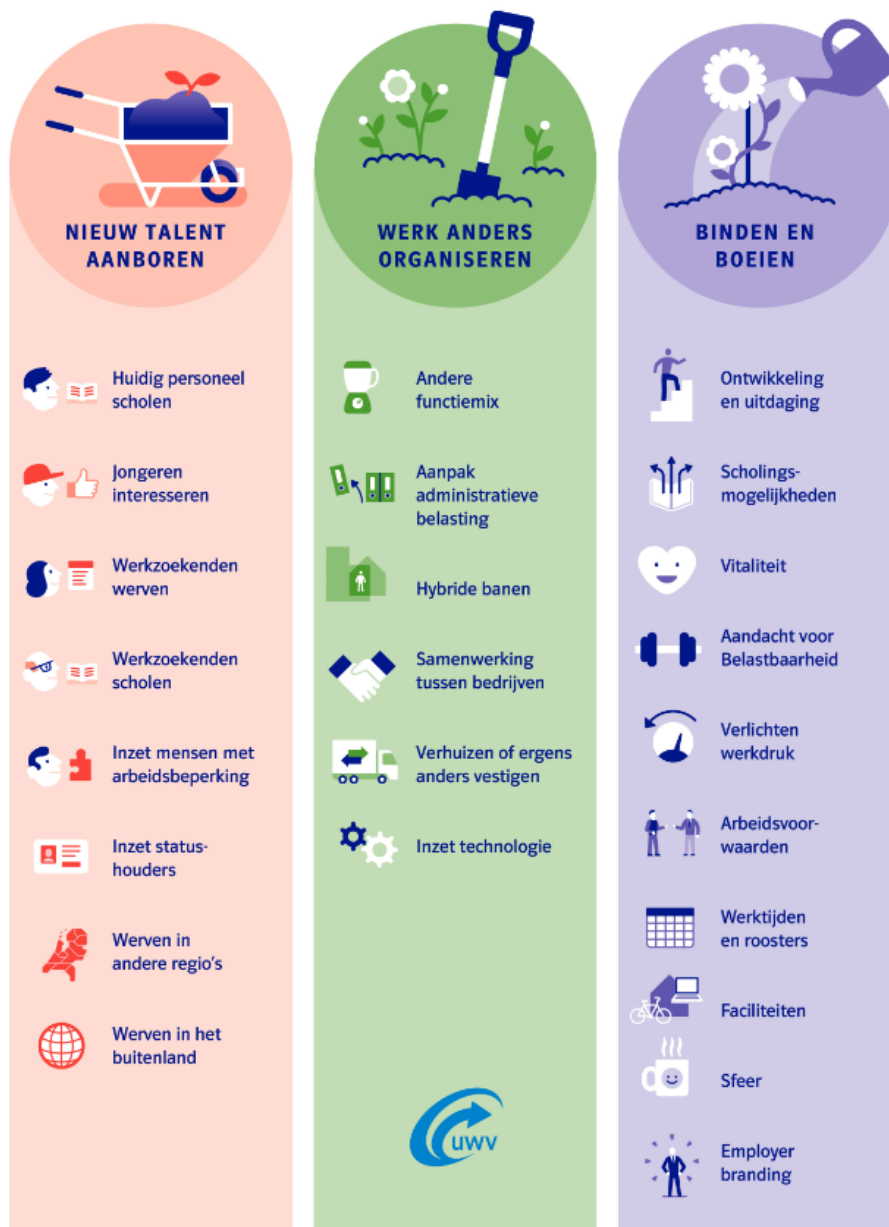 NIEUW TALENT
AANBOREN
Huidig personeel
scholen
Jongeren
interesseren
Werkzoekenden
werven
Werkzoekenden
scholen
Inzet mensen met
arbeidsbeperking
Inzet status-
houders
Werven in
andere regio's
Werven in het
buitenland
WERK ANDERS
ORGANISEREN
Andere
functiemix
Aanpak
administratieve
belasting
Hybride banen
Samenwerking
tussen bedrijven
Verhuizen of ergens
anders vestigen
Inzet technologie
uwv
BINDEN EN
BOEIEN
Ontwikkeling
en uitdaging
Scholings-
mogelijkheden
Vitaliteit
Aandacht voor
Belastbaarheid
Verlichten
werkdruk
Arbeidsvoor-
waarden
Werktijden
en roosters
Faciliteiten
Sfeer
Employer
branding